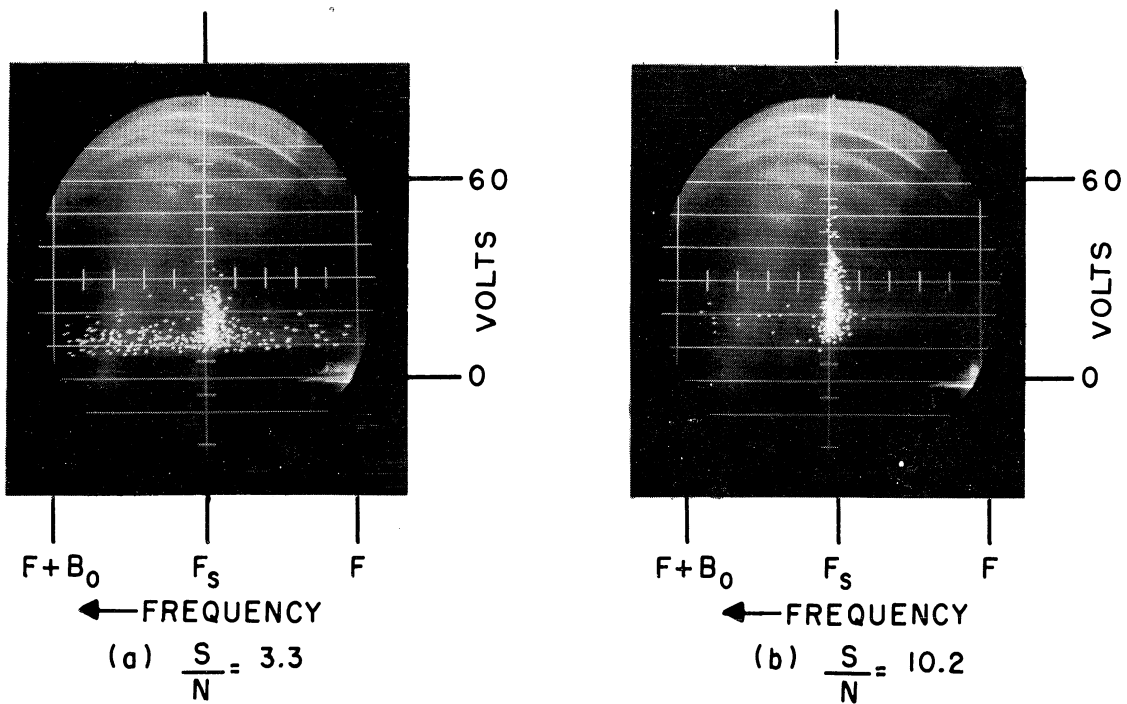 60
VOLTS
0
F+B₀ Fₛ F
FREQUENCY
(a) S/N = 3.3
60
VOLTS
0
F+B₀ Fₛ F
FREQUENCY
(b) S/N = 10.2